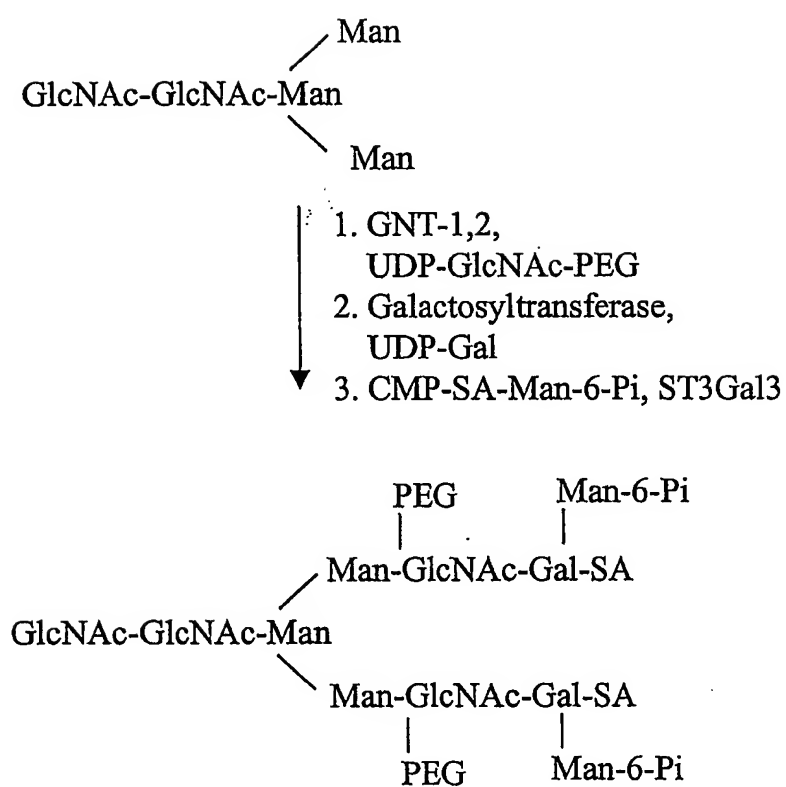 Man
GlcNAc-GlcNAc-Man
Man
1. GNT-1,2,
UDP-GlcNAc-PEG
2. Galactosyltransferase,
UDP-Gal
3. CMP-SA-Man-6-Pi, ST3Gal3
PEG Man-6-Pi
Man-GlcNAc-Gal-SA
GlcNAc-GlcNAc-Man
Man-GlcNAc-Gal-SA
PEG Man-6-Pi